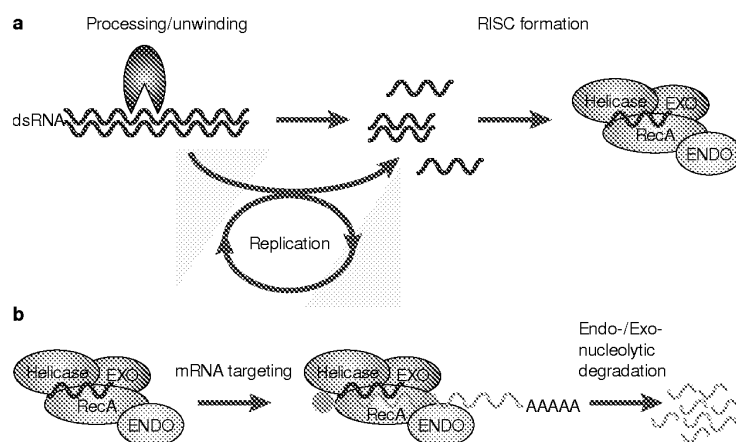 a
Processing/unwinding
RISC formation
dsRNA
Helicase
EXO
RecA
ENDO
Replication
b
Helicase
EXO
RecA
ENDO
mRNA targeting
Helicase
EXO
RecA
ENDO
AAAAA
Endo-/Exo-
nucleolytic
degradation